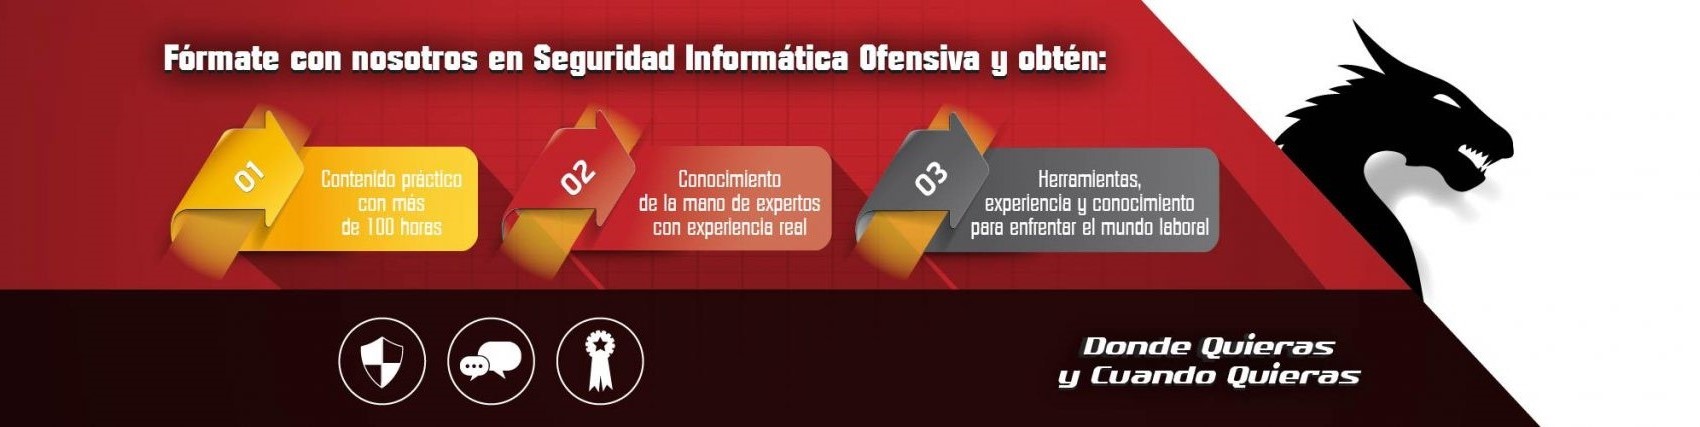 Fórmate con nosotros en Seguridad Informática Ofensiva y obtén:
01
Contenido práctico
con más
de 100 horas
02
Conocimiento
de la mano de expertos
con experiencia real
03
Herramientas,
experiencia y conocimiento
para enfrentar el mundo laboral
Donde Quieras
y Cuando Quieras